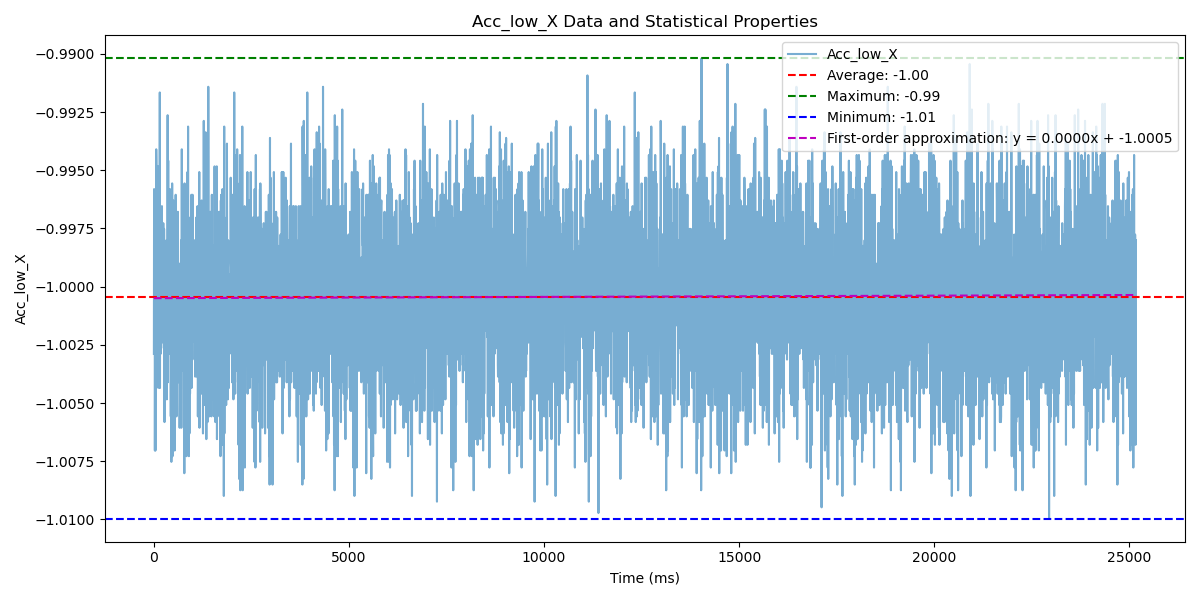 Acc_low_X Data and Statistical Properties
Acc_low_X
Average: -1.00
Maximum: -0.99
Minimum: -1.01
First-order approximation: y = 0.0000x + -1.0005
−0.9900
−0.9925
−0.9950
−0.9975
−1.0000
−1.0025
−1.0050
−1.0075
−1.0100
Acc_low_X
0 5000 10000 15000 20000 25000
Time (ms)